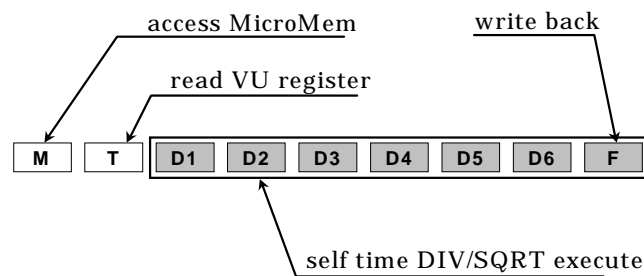 access MicroMem
write back
read VU register
M T D1 D2 D3 D4 D5 D6 F
self time DIV/SQRT execute